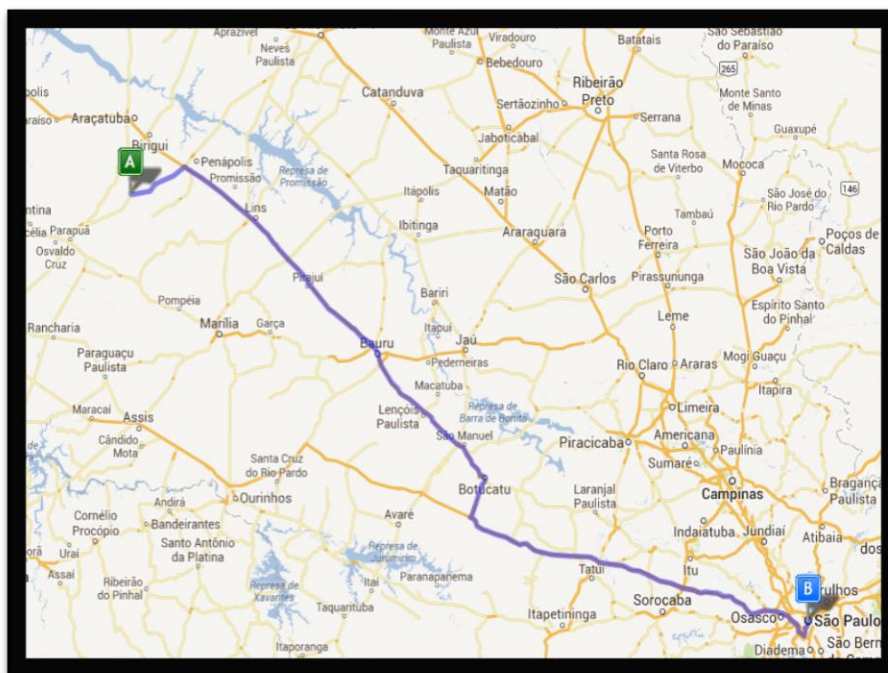 Aprazível
Neves
Paulista
Monte Azul
Paulista
Viradouro
Bebedouro
Batatais
São Sebastião
do Paraíso
265
Catanduva
Ribeirão
Preto
Sertãozinho
Serrana
Monte Santo
de Minas
Araçatuba
Birigui
Jaboticabal
Guaxupé
A
Penápolis
Promissão
Represa de
Promissão
Taquaritinga
Santa Rosa
de Viterbo
Mococa
146
Itápolis
Matão
São José do
Rio Pardo
Lins
Ibitinga
Araraquara
Tambaú
Parapuã
Osvaldo
Cruz
Porto
Ferreira
São João da
Boa Vista
Poços de
Caldas
Pirajuí
São Carlos
Pirassununga
Pompéia
Bariri
Espírito Santo
do Pinhal
Rancharia
Marília
Garça
Itapuí
Leme
Bauru
Jaú
Pederneiras
Mogi Guaçu
Paraguaçu
Paulista
Rio Claro
Araras
Macatuba
Itapira
Maracaí
Assis
Lençóis
Paulista
Represa de
Barra de Bonita
Limeira
Cândido
Mota
São Manuel
Piracicaba
Americana
Paulínia
Santa Cruz
do Rio Pardo
Sumaré
Botucatu
Laranjal
Paulista
Campinas
Bragança
Paulista
Ourinhos
Andirá
Bandeirantes
Cornélio
Procópio
Avaré
Indaiatuba
Jundiaí
Atibaia
dos
Uraí
Santo Antônio
da Platina
Represa de
Jurumirim
Itu
Assaí
Ribeirão
do Pinhal
Represa de
Xavantes
Itaí
Paranapanema
Tatuí
B
rulhos
Taquarituba
Itapetininga
Sorocaba
Osasco
São Paulo
Itaporanga
Diadema
São Bern